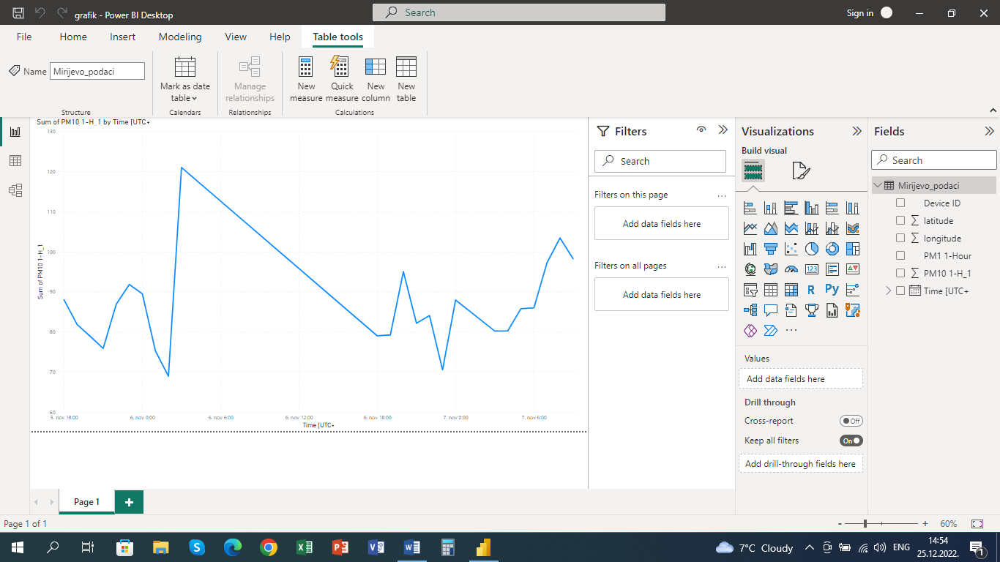 grafik - Power BI Desktop
Search
Sign in
File Home Insert Modeling View Help Table tools
Name Mirijevo_podaci
Mark as date table
Manage relationships
New measure
Quick measure
New column
New table
Structure
Calendars
Relationships
Calculations
Sum of PM10 1-H_1 by Time [UTC+
Sum of PM10 1-H_1
130
120
110
100
90
80
70
60
5. nov 18:00 6. nov 0:00 6. nov 6:00 6. nov 12:00 6. nov 18:00 7. nov 0:00 7. nov 6:00
Time [UTC+
Filters
Search
Filters on this page ...
Add data fields here
Filters on all pages ...
Add data fields here
Visualizations
Build visual
123
R Py
...
Values
Add data fields here
Drill through
Cross-report Off
Keep all filters On
Add drill-through fields here
Fields
Search
Mirijevo_podaci
Device ID
latitude
longitude
PM1 1-Hour
PM10 1-H_1
Time [UTC+
Page 1
Page 1 of 1
- + 60%
7°C Cloudy
ENG
14:54
25.12.2022.
1